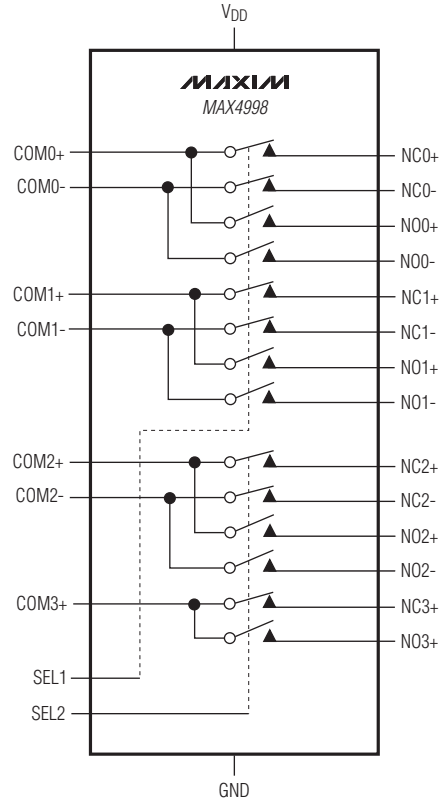 VDD
MAXIM
MAX4998
COM0+
NC0+
COM0-
NC0-
NO0+
NO0-
COM1+
NC1+
COM1-
NC1-
NO1+
NO1-
COM2+
NC2+
COM2-
NC2-
NO2+
NO2-
COM3+
NC3+
NO3+
SEL1
SEL2
GND